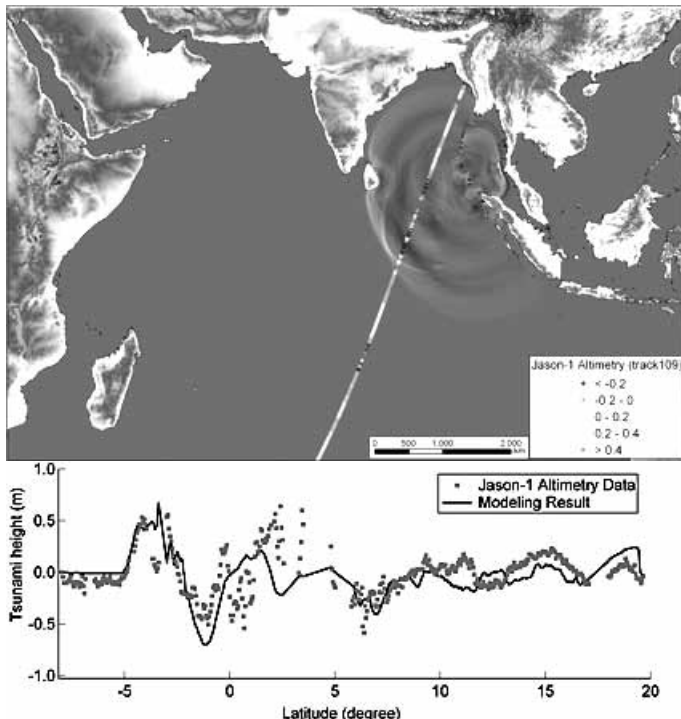 Jason-1 Altimetry (track109)
< -0.2
-0.2 - 0
0 - 0.2
0.2 - 0.4
> 0.4
0 500 1,000 2,000
1.0
0.5
0.0
-0.5
-1.0
Tsunami height (m)
Jason-1 Altimetry Data
Modeling Result
-5 0 5 10 15 20
Latitude (degree)